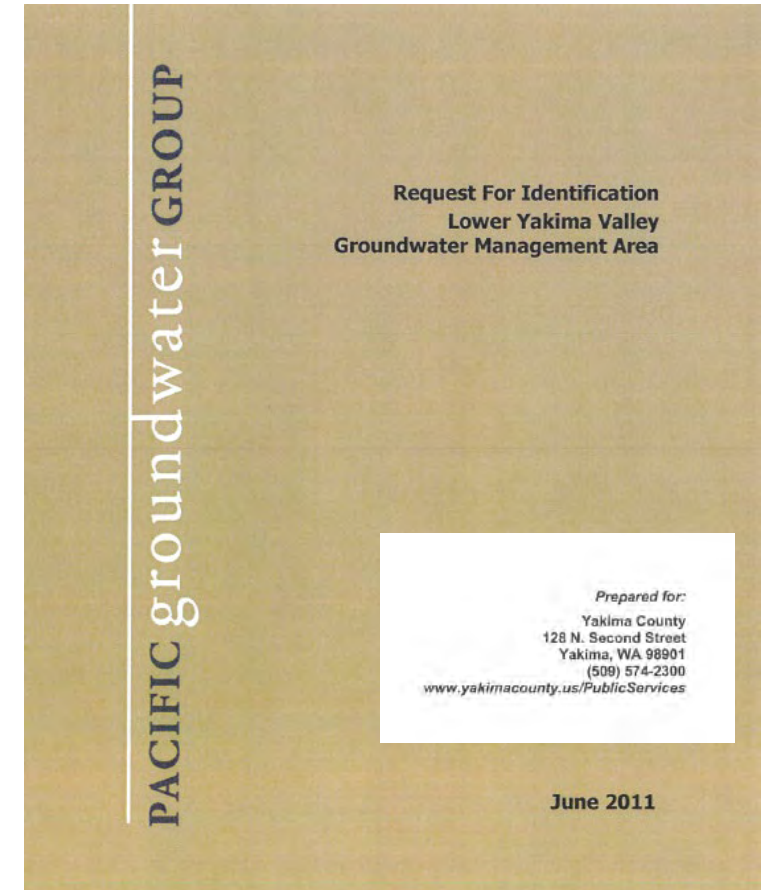 PACIFIC groundwater GROUP
Request For Identification
Lower Yakima Valley
Groundwater Management Area
Prepared for:
Yakima County
128 N. Second Street
Yakima, WA 98901
(509) 574-2300
www.yakimacounty.us/PublicServices
June 2011